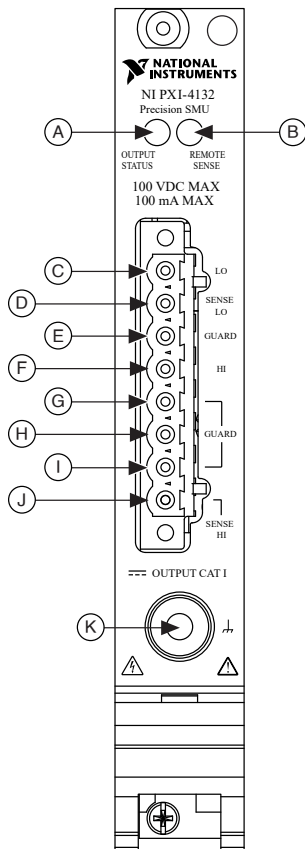 NATIONAL
INSTRUMENTS
NI PXI-4132
Precision SMU
A
B
OUTPUT
STATUS
REMOTE
SENSE
100 VDC MAX
100 mA MAX
C
LO
D
SENSE
LO
E
GUARD
F
HI
G
H
GUARD
I
J
SENSE
HI
OUTPUT CAT I
K